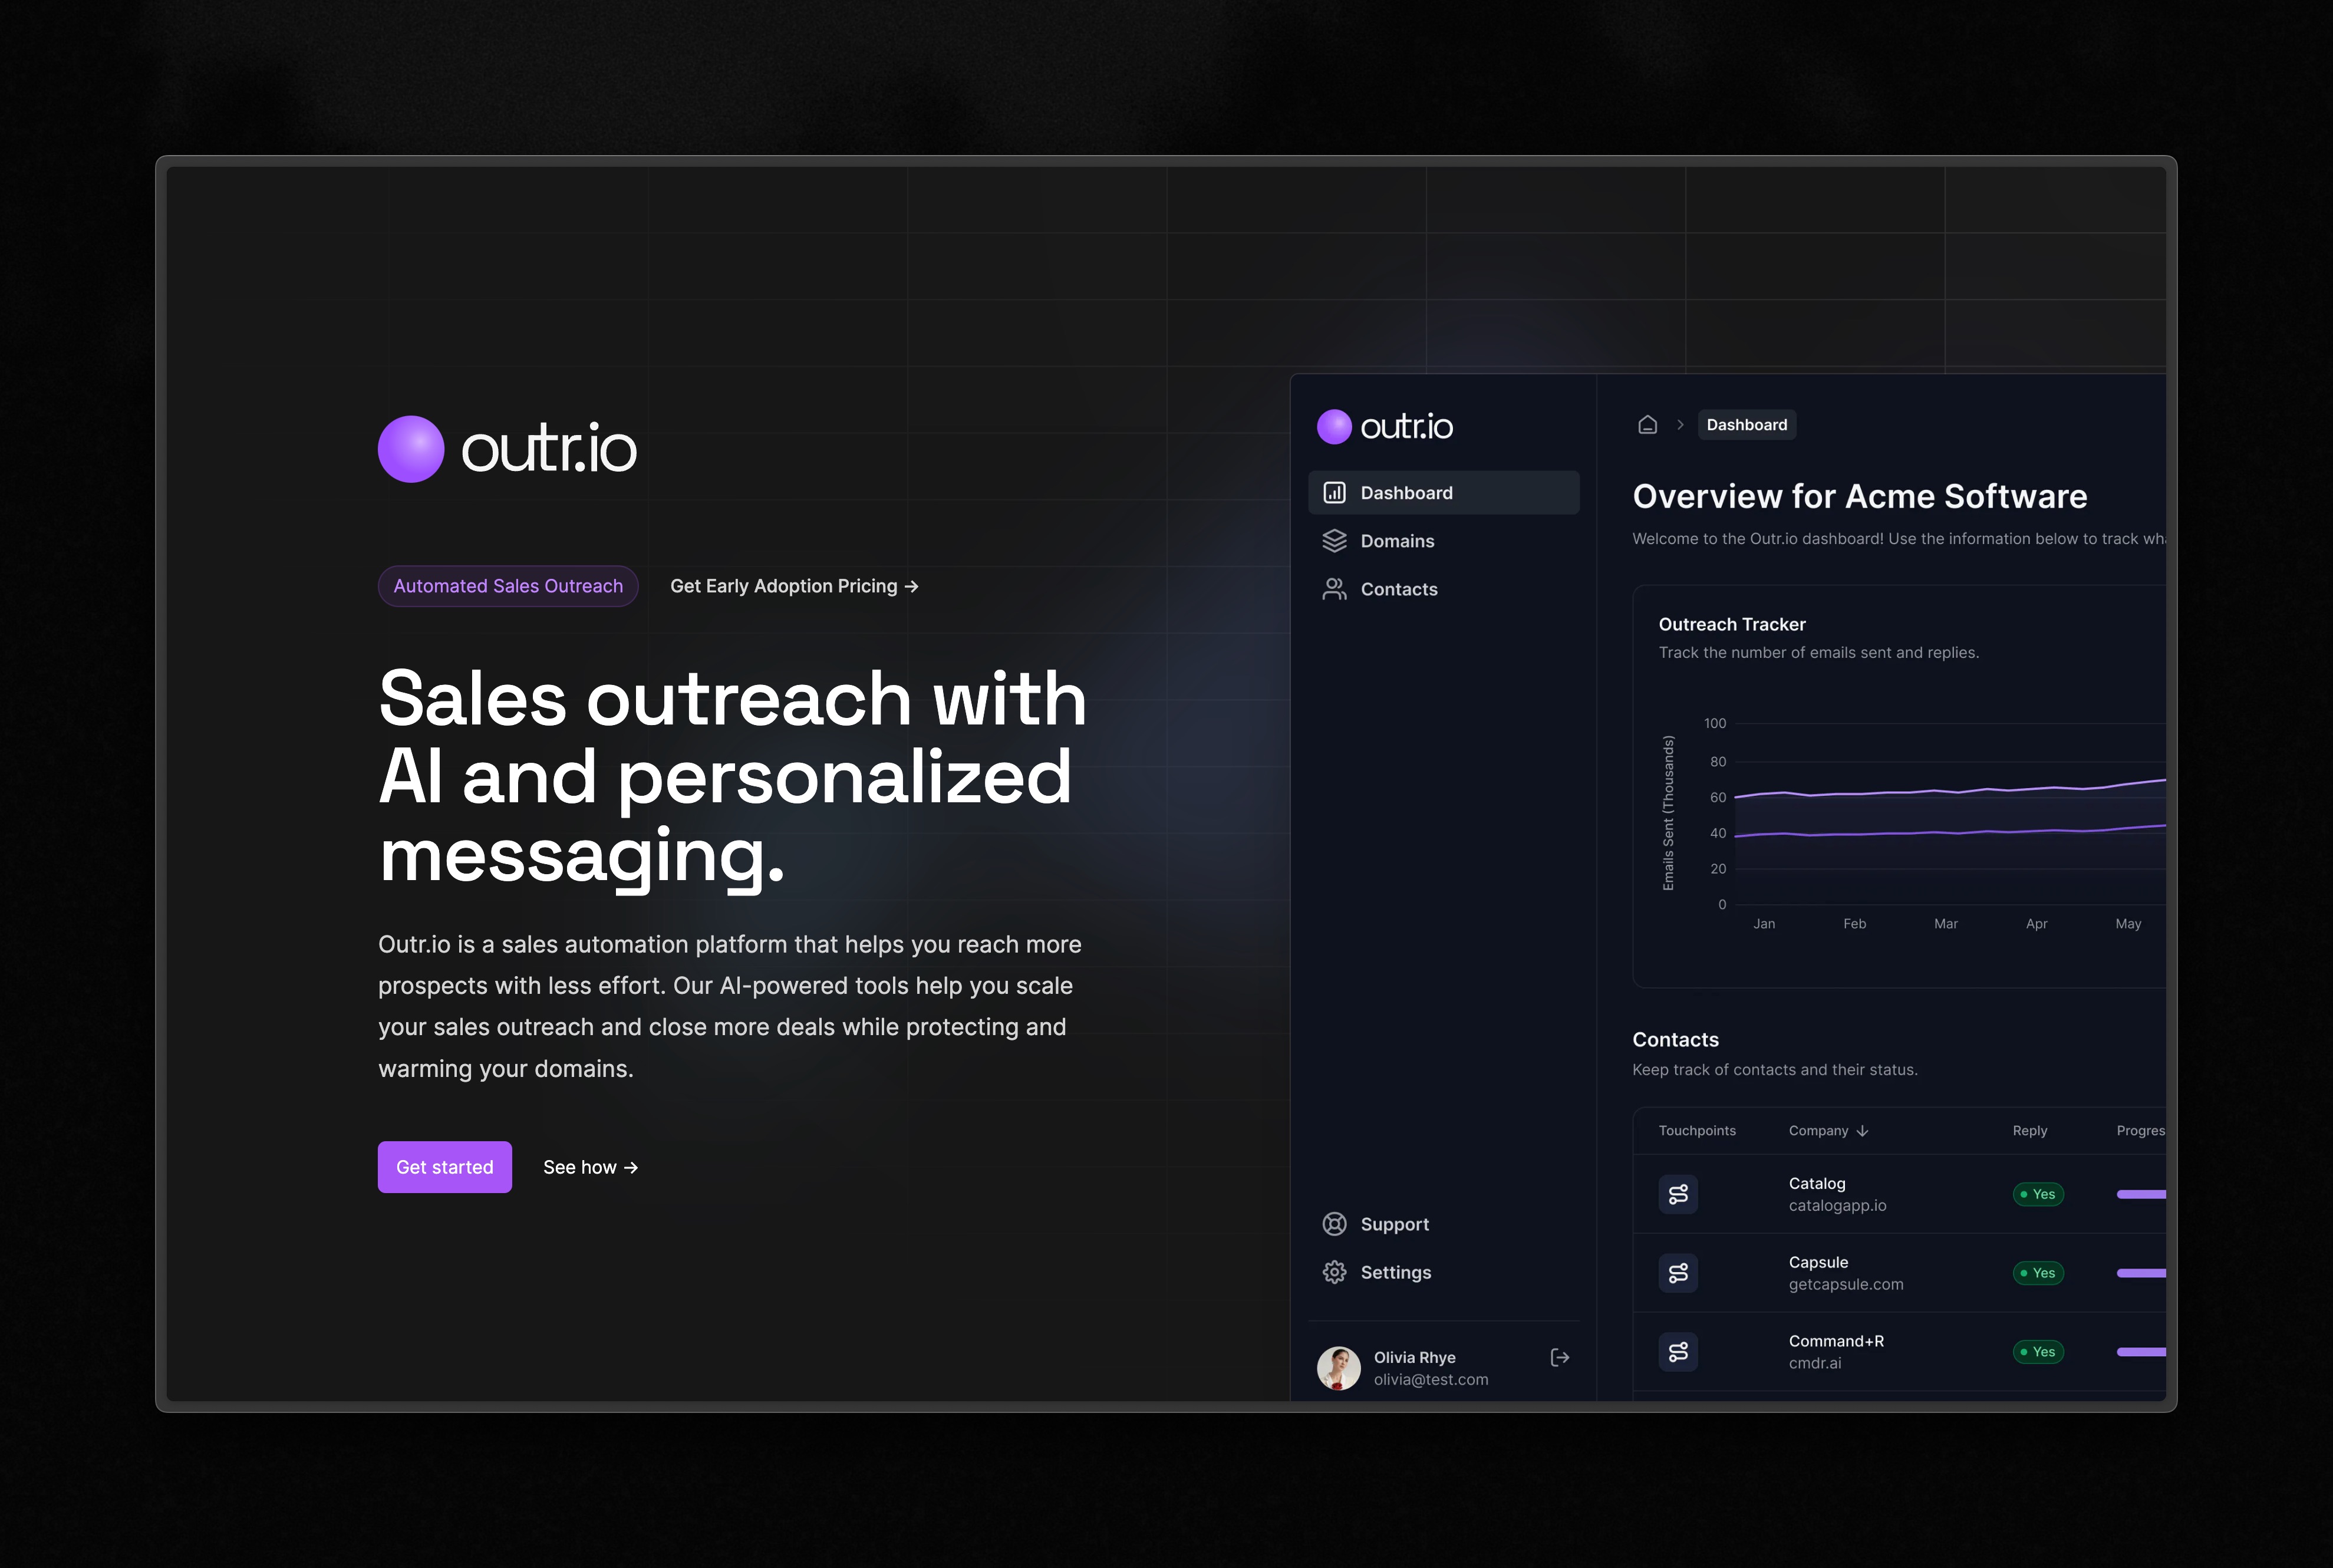 outr.io
Automated Sales Outreach
Get Early Adoption Pricing →
Sales outreach with
AI and personalized
messaging.
Outr.io is a sales automation platform that helps you reach more
prospects with less effort. Our AI-powered tools help you scale
your sales outreach and close more deals while protecting and
warming your domains.
Get started
See how →
outr.io
Dashboard
Domains
Contacts
Support
Settings
Olivia Rhye
olivia@test.com
Dashboard
Overview for Acme Software
Welcome to the Outr.io dashboard! Use the information below to track
Outreach Tracker
Track the number of emails sent and replies.
Emails Sent (Thousands)
100
80
60
40
20
0
Jan Feb Mar Apr May
Contacts
Keep track of contacts and their status.
Touchpoints Company ↓ Reply Progres
Catalog
catalogapp.io
Yes
Capsule
getcapsule.com
Yes
Command+R
cmdr.ai
Yes